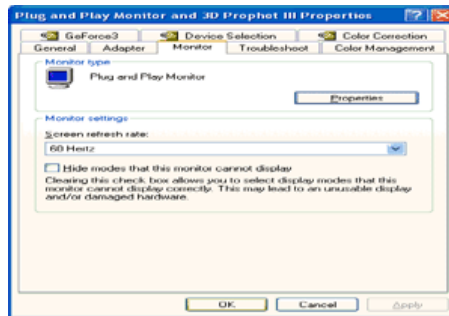 Plug and Play Monitor and 3D Prophet III Properties
GeForce3 Device Selection Color Correction
General Adapter Monitor Troubleshoot Color Management
Monitor type
Plug and Play Monitor
Properties
Monitor settings
Screen refresh rate:
60 Hertz
Hide modes that this monitor cannot display
Clearing this check box allows you to select display modes that this
monitor cannot display correctly. This may lead to an unusable display
and/or damaged hardware.
OK Cancel Apply